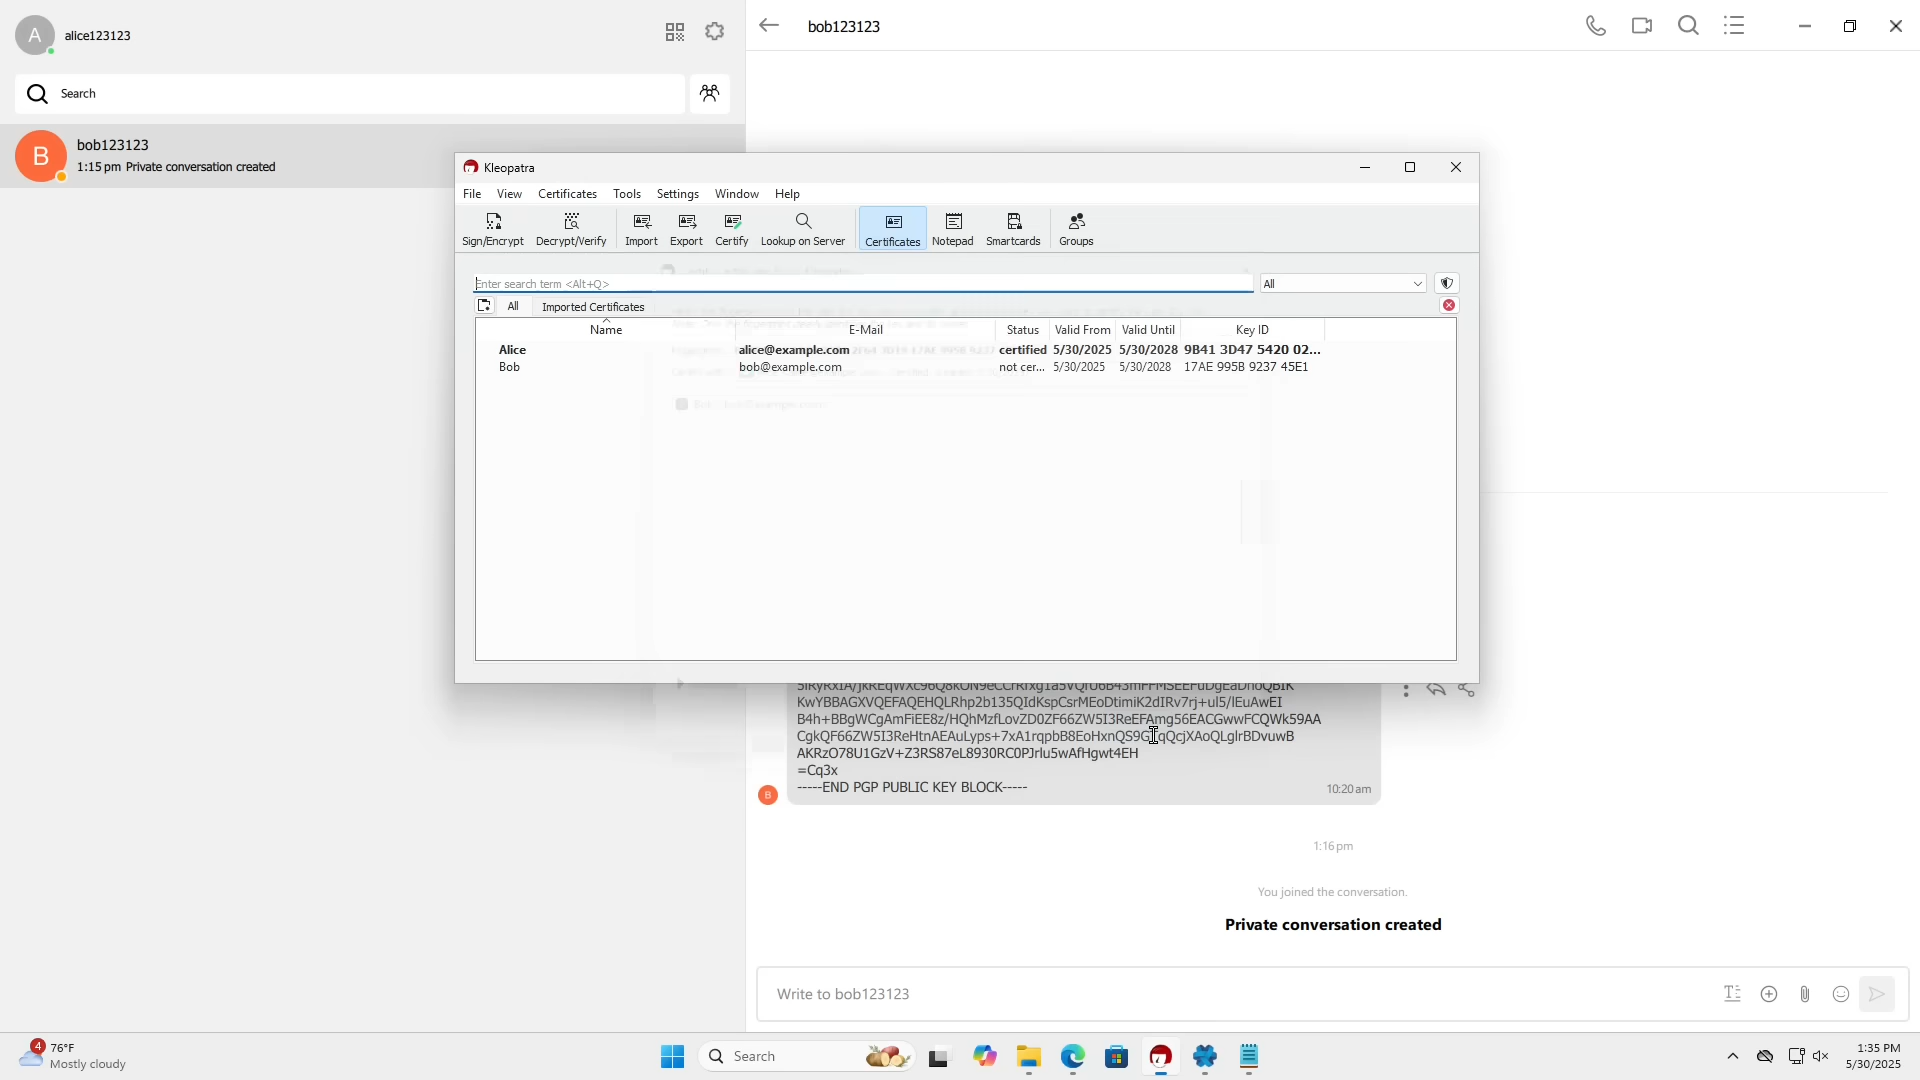 A alice123123
Search
B bob123123
1:15 pm Private conversation created
bob123123
Kleopatra
File View Certificates Tools Settings Window Help
Sign/Encrypt Decrypt/Verify Import Export Certify Lookup on Server Certificates Notepad Smartcards Groups
Enter search term <Alt+Q> All
All Imported Certificates
Name E-Mail Status Valid From Valid Until Key ID
Alice alice@example.com certified 5/30/2025 5/30/2028 9B41 3D47 5420 02...
Bob bob@example.com not cer... 5/30/2025 5/30/2028 17AE 995B 9237 45E1
KwYBBAGXVQEFAQEHQLRhp2b135QIdKspCsrMEoDtimiK2dIRv7rj+ul5/lEuAwEI
B4h+BBgWCgAmFiEE8z/HQhMzfLovZD0ZF66ZW5I3ReEFAmg56EACGwwFCQWk59AA
AKRzO78U1GzV+Z3RS87eL8930RC0PJrlu5wAfHgwt4EH
=Cq3x
-----END PGP PUBLIC KEY BLOCK-----
B 10:20 am
1:16 pm
You joined the conversation.
Private conversation created
Write to bob123123
4 76°F
Mostly cloudy
Search
1:35 PM
5/30/2025